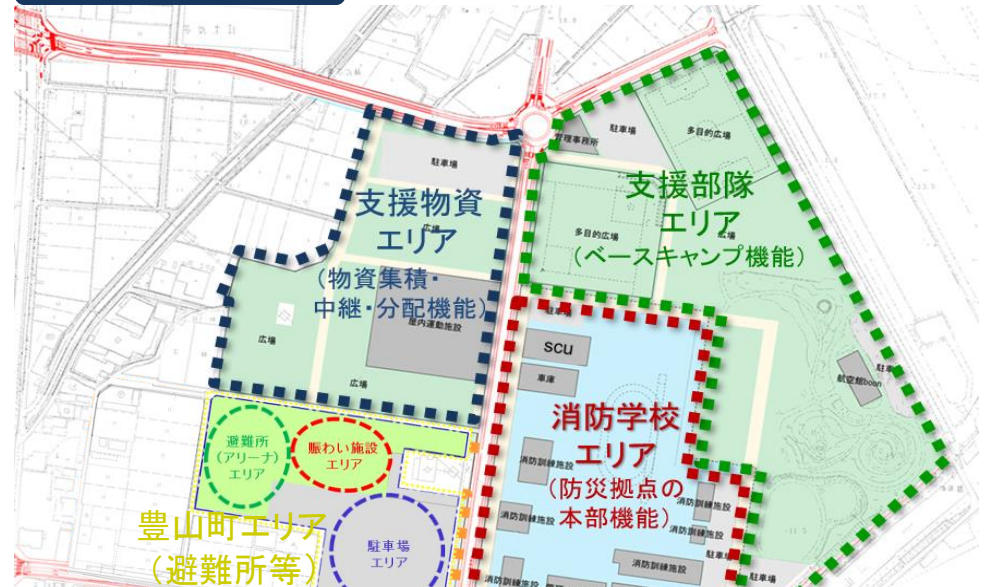 駐車場
支援物資
エリア
広場
(物資集積・
中継・分配機能)
屋内運動施設
広場
広場
管理事務所
駐車場
多目的広場
支援部隊
エリア
広場
多目的広場
(ベースキャンプ機能)
駐車場
scu
車庫
航空館boon
消防学校
エリア
(防災拠点の
本部機能)
消防訓練施設
消防訓練施設
消防訓練施設
消防訓練施設
消防訓練施設
消防訓練施設
駐車場
避難所
(アリーナ)
エリア
賑わい施設
エリア
豊山町エリア
(避難所等)
駐車場
エリア